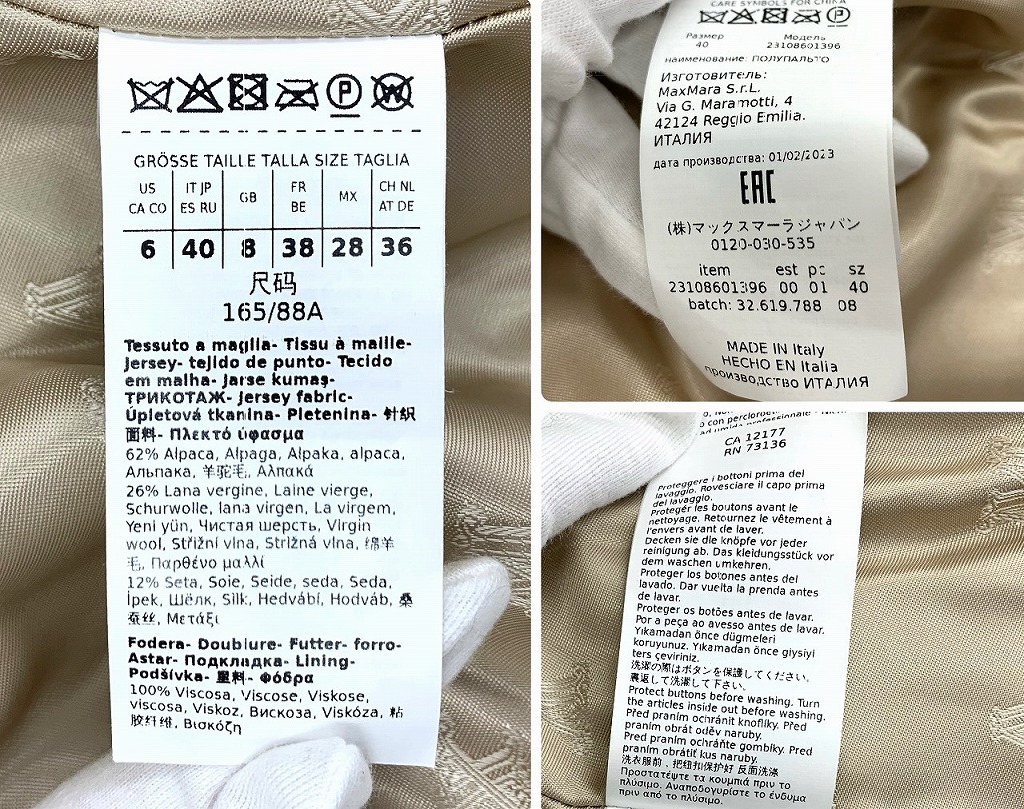 GRÖSSE TAILLE TALLA SIZE TAGLIA
US CA CO IT JP ES RU GB FR BE MX CH NL AT DE
6 40 8 38 28 36
尺码
165/88A
Tessuto a maglia- Tissu à maille-
Jersey- tejido de punto- Tecido
em malha- Jarse kumaş-
ТРИКОТАЖ- Jersey fabric-
Úpletová tkanina- Pletenina- 针织
面料- Πλεκτό ύφασμα
62% Alpaca, Alpaga, Alpaka, alpaca,
Альпака, 羊驼毛, Αλπακά
26% Lana vergine, Laine vierge,
Schurwolle, lana virgen, La virgem,
Yeni yün, Чистая шерсть, Virgin
wool, Střižní vlna, Strižná vlna, 绵羊
毛, Παρθένο μαλλί
12% Seta, Soie, Seide, seda, Seda,
İpek, Шёлк, Silk, Hedvábí, Hodváb, 桑
蚕丝, Μετάξι
Fodera- Doublure- Futter- forro-
Astar- Подкладка- Lining-
Podšívka- 里料- Φόδρα
100% Viscosa, Viscose, Viskose,
viscosa, Viskoz, Вискоза, Viskóza, 粘
胶纤维, Βισκόζη
CARE SYMBOLS FOR CHINA
Размер Модель
40 23108601396
наименование: ПОЛУПАЛЬТО
Изготовитель:
MaxMara S.r.L.
Via G. Maramotti, 4
42124 Reggio Emilia.
ИТАЛИЯ
дата производства: 01/02/2023
EAC
(株)マックスマーラジャパン
0120-030-535
item est pc sz
23108601396 00 01 40
batch: 32.619.788 08
MADE IN Italy
HECHO EN Italia
производство ИТАЛИЯ
con percloroet
ad umido professionale -
CA 12177
RN 73136
Proteggere i bottoni prima del
lavaggio. Rovesciare il capo prima
del lavaggio.
Protegér les boutons avant le
nettoyage. Retournez le vêtement à
l'envers avant de laver.
Decken sie die knöpfe vor jeder
reinigung ab. Das kleidungsstück vor
dem waschen umkehren.
Proteger los botones antes del
lavado. Dar vuelta la prenda antes
de lavar.
Proteger os botões antes de lavar.
Por a peça ao avesso antes de lavar.
Yikamadan önce dügmeleri
koruyunuz. Yikamadan önce giysiyi
ters çeviriniz.
洗濯の際はボタンを保護してください。
裏返して洗濯して下さい。
Protect buttons before washing. Turn
the articles inside out before washing.
Před praním ochránit knoflíky. Před
praním obrát oděv naruby.
Pred praním ochráňte gombíky. Pred
praním obrátiť kus naruby.
洗衣服前，把纽扣保护好 反面洗涤
Προστατέψτε τα κουμπιά πριν το
πλύσιμο. Αναποδογυρίστε το ένδυμα
πριν από το πλύσιμο.